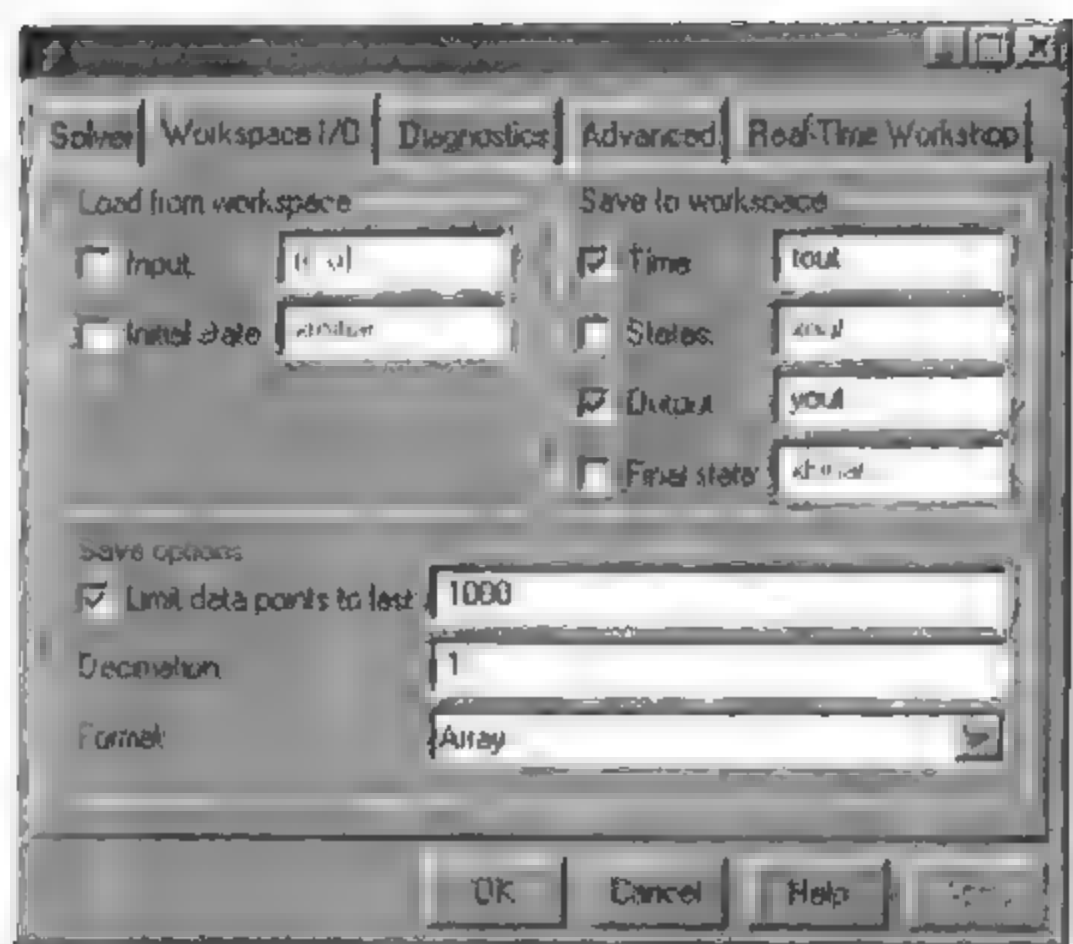 Solver Workspace I/O Diagnostics Advanced Real-Time Workshop
Load from workspace
Input
Initial state
Save to workspace
Time tout
States xout
Output yout
Final state
Save options
Limit data points to last 1000
Decimation 1
Format Array
OK Cancel Help